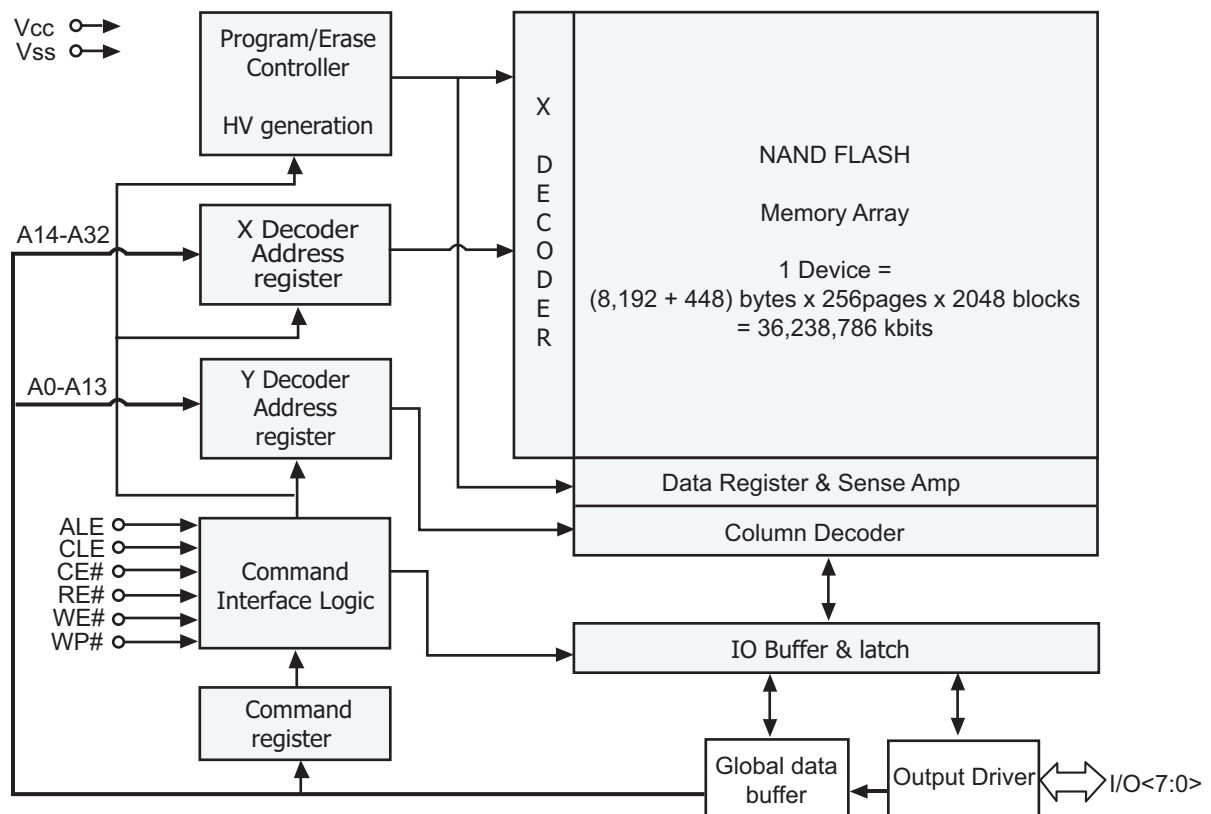 Vcc
Vss
Program/Erase
Controller
HV generation
X DECODER
NAND FLASH
Memory Array
1 Device =
(8,192 + 448) bytes x 256pages x 2048 blocks
= 36,238,786 kbits
A14-A32
X Decoder
Address
register
A0-A13
Y Decoder
Address
register
Data Register & Sense Amp
Column Decoder
ALE
CLE
CE#
RE#
WE#
WP#
Command
Interface Logic
IO Buffer & latch
Command
register
Global data
buffer
Output Driver
I/O<7:0>